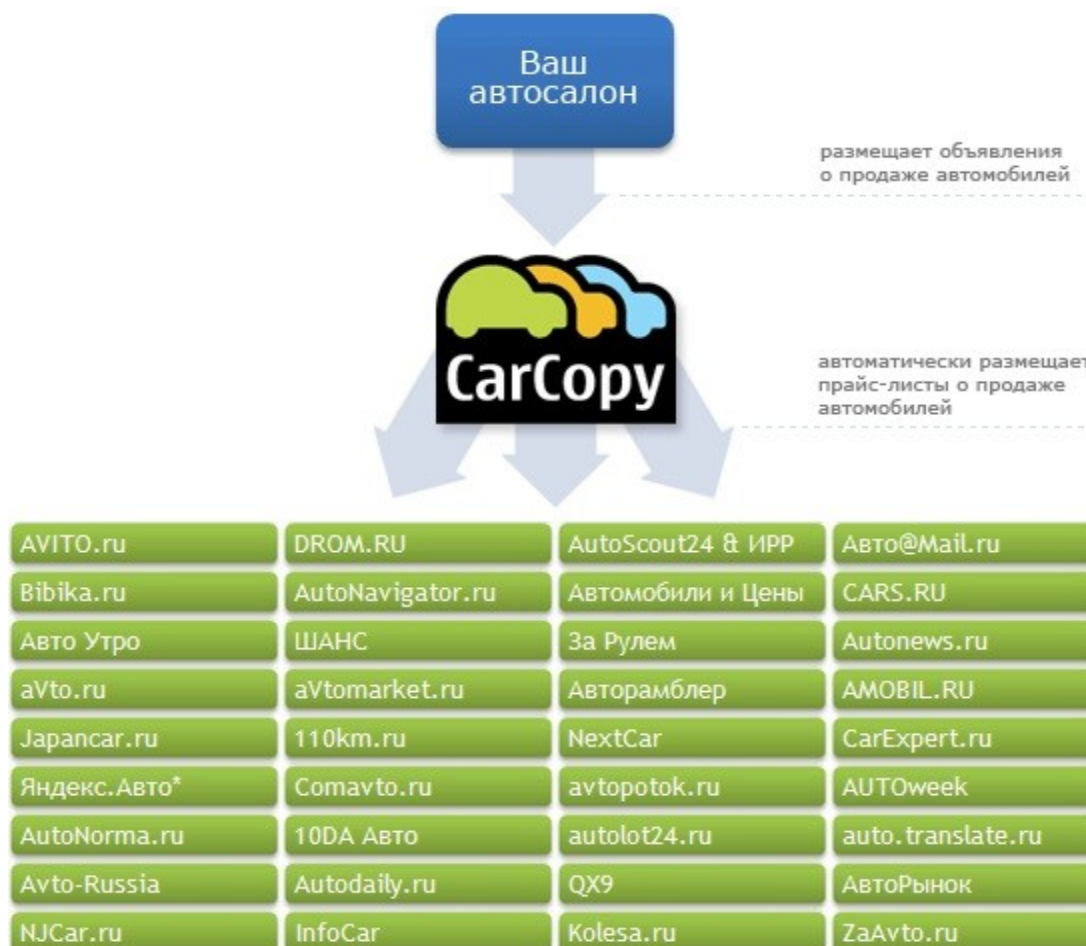 Ваш
автосалон
размещает объявления
о продаже автомобилей
CarCopy
автоматически размещает
прайс-листы о продаже
автомобилей
AVITO.ru DROM.RU AutoScout24 & ИРР Авто@Mail.ru
Bibika.ru AutoNavigator.ru Автомобили и Цены CARS.RU
Авто Утро ШАНС За Рулем Autonews.ru
aVto.ru aVtomarket.ru Авторамблер AMOBIL.RU
Japancar.ru 110km.ru NextCar CarExpert.ru
Яндекс.Авто* Comavto.ru avtopotok.ru AUTOweek
AutoNorma.ru 10DA Авто autolot24.ru auto.translate.ru
Avto-Russia Autodaily.ru QX9 АвтоРынок
NJCar.ru InfoCar Kolesa.ru ZaAvto.ru